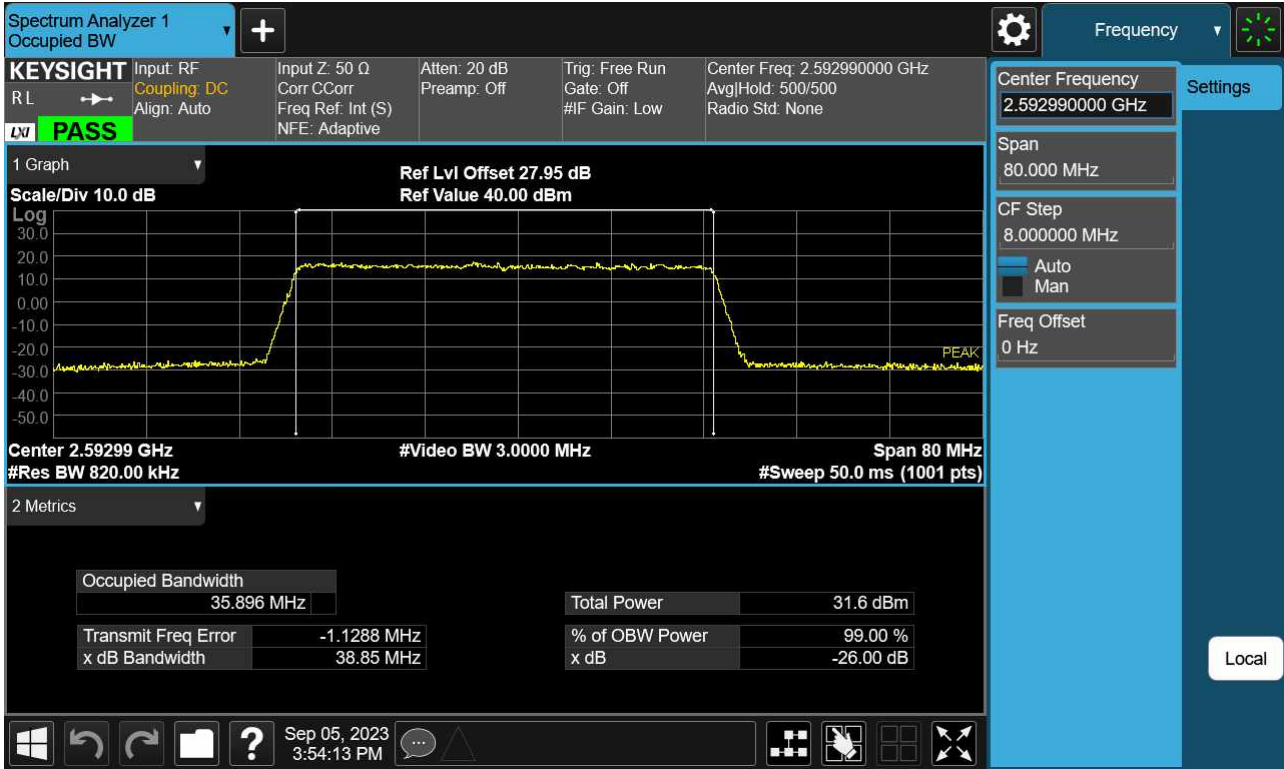 Spectrum Analyzer 1
Occupied BW
Frequency
KEYSIGHT
R L
LXI PASS
Input: RF
Coupling: DC
Align: Auto
Input Z: 50 Ω
Corr CCorr
Freq Ref: Int (S)
NFE: Adaptive
Atten: 20 dB
Preamp: Off
Trig: Free Run
Gate: Off
#IF Gain: Low
Center Freq: 2.592990000 GHz
Avg|Hold: 500/500
Radio Std: None
1 Graph
Scale/Div 10.0 dB
Ref Lvl Offset 27.95 dB
Ref Value 40.00 dBm
Log
30.0
20.0
10.0
0.00
-10.0
-20.0
-30.0
-40.0
-50.0
PEAK
Center 2.59299 GHz
#Res BW 820.00 kHz
#Video BW 3.0000 MHz
Span 80 MHz
#Sweep 50.0 ms (1001 pts)
2 Metrics
Occupied Bandwidth
35.896 MHz
Transmit Freq Error -1.1288 MHz
x dB Bandwidth 38.85 MHz
Total Power 31.6 dBm
% of OBW Power 99.00 %
x dB -26.00 dB
Center Frequency
2.592990000 GHz
Span
80.000 MHz
CF Step
8.000000 MHz
Auto
Man
Freq Offset
0 Hz
Settings
Local
?
Sep 05, 2023
3:54:13 PM